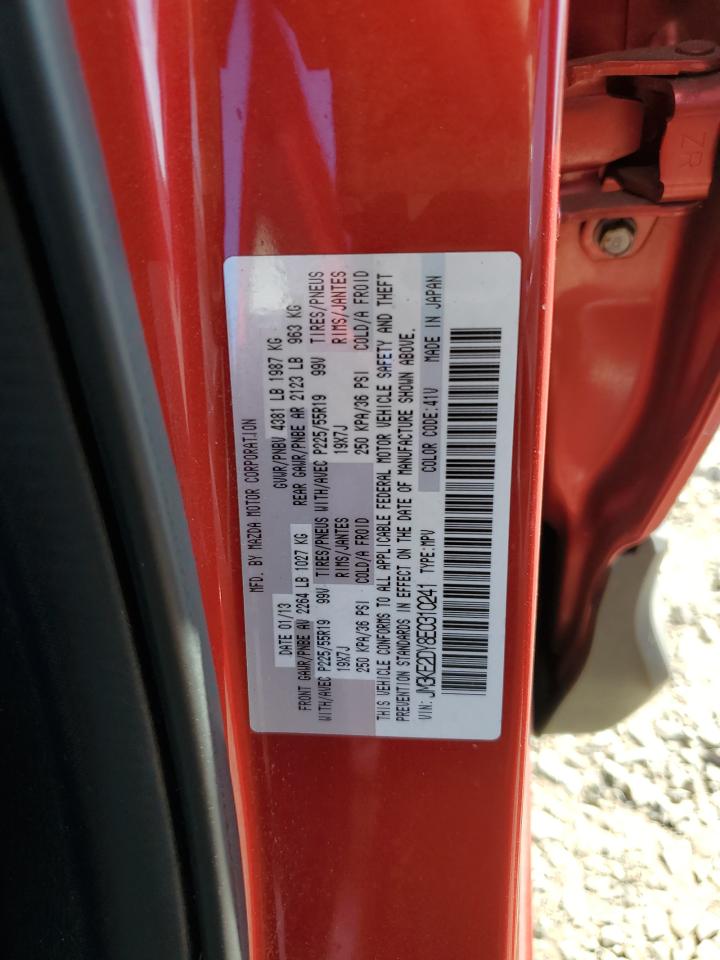 MFD. BY MAZDA MOTOR CORPORATION
DATE 01/13 GVWR/PNBV 4381 LB 1987 KG
FRONT GAWR/PNBE AV 2264 LB 1027 KG REAR GAWR/PNBE AR 2123 LB 963 KG
WITH/AVEC P225/55R19 99V TIRES/PNEUS WITH/AVEC P225/55R19 99V TIRES/PNEUS
19X7J RIMS/JANTES 19X7J RIMS/JANTES
250 KPA/36 PSI COLD/A FROID 250 KPA/36 PSI COLD/A FROID
THIS VEHICLE CONFORMS TO ALL APPLICABLE FEDERAL MOTOR VEHICLE SAFETY AND THEFT
PREVENTION STANDARDS IN EFFECT ON THE DATE OF MANUFACTURE SHOWN ABOVE.
VIN: JM3KE2DY8E0310241 TYPE:MPV COLOR CODE:41V MADE IN JAPAN
ZR